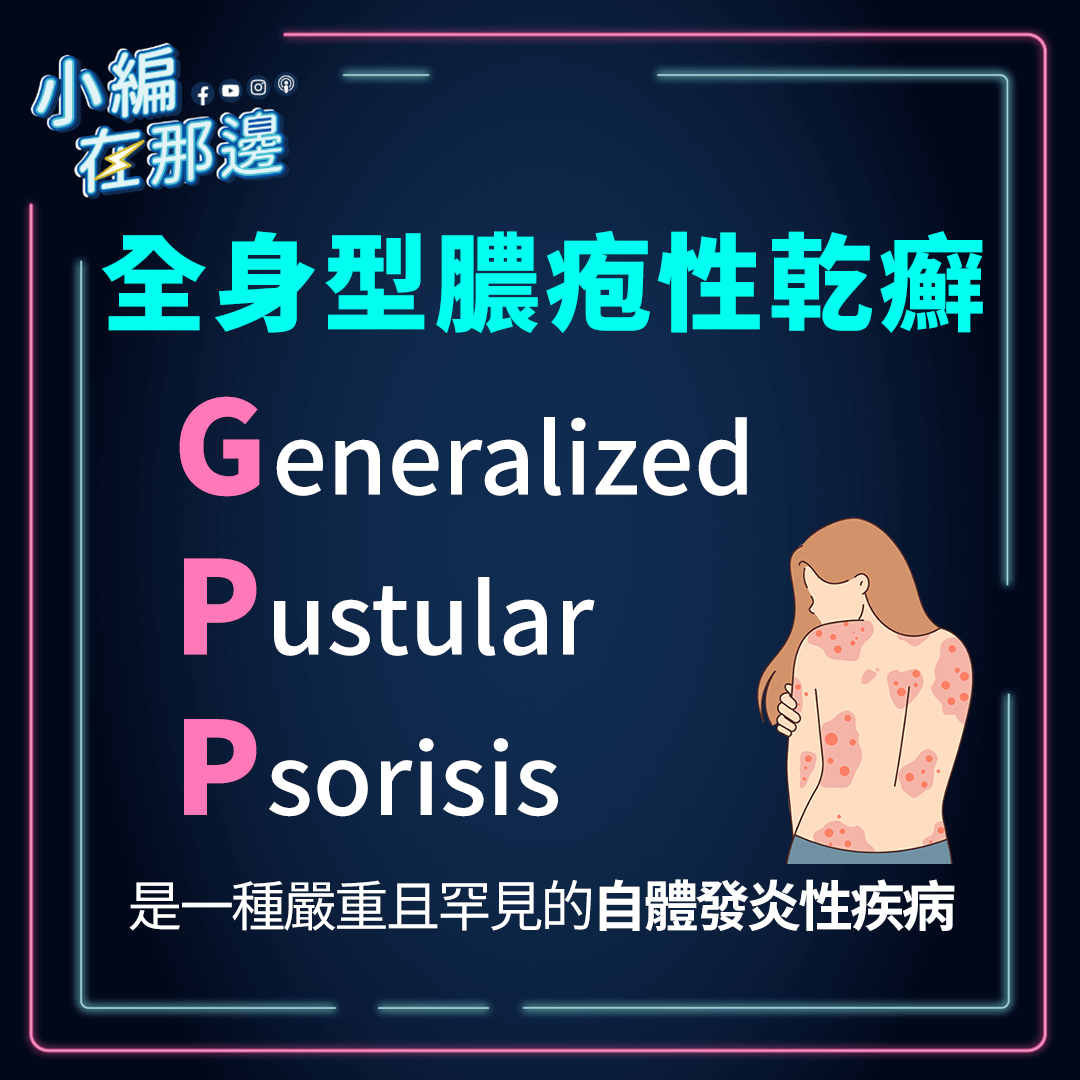 小編
在那邊
全身型膿疱性乾癬
Generalized
Pustular
Psorisis
是一種嚴重且罕見的自體發炎性疾病